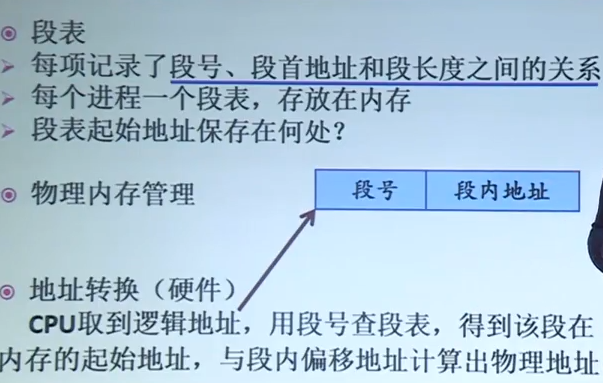 段表
每项记录了段号、段首地址和段长度之间的关系
每个进程一个段表，存放在内存
段表起始地址保存在何处？
物理内存管理
段号 段内地址
地址转换（硬件）
CPU取到逻辑地址，用段号查段表，得到该段在
内存的起始地址，与段内偏移地址计算出物理地址